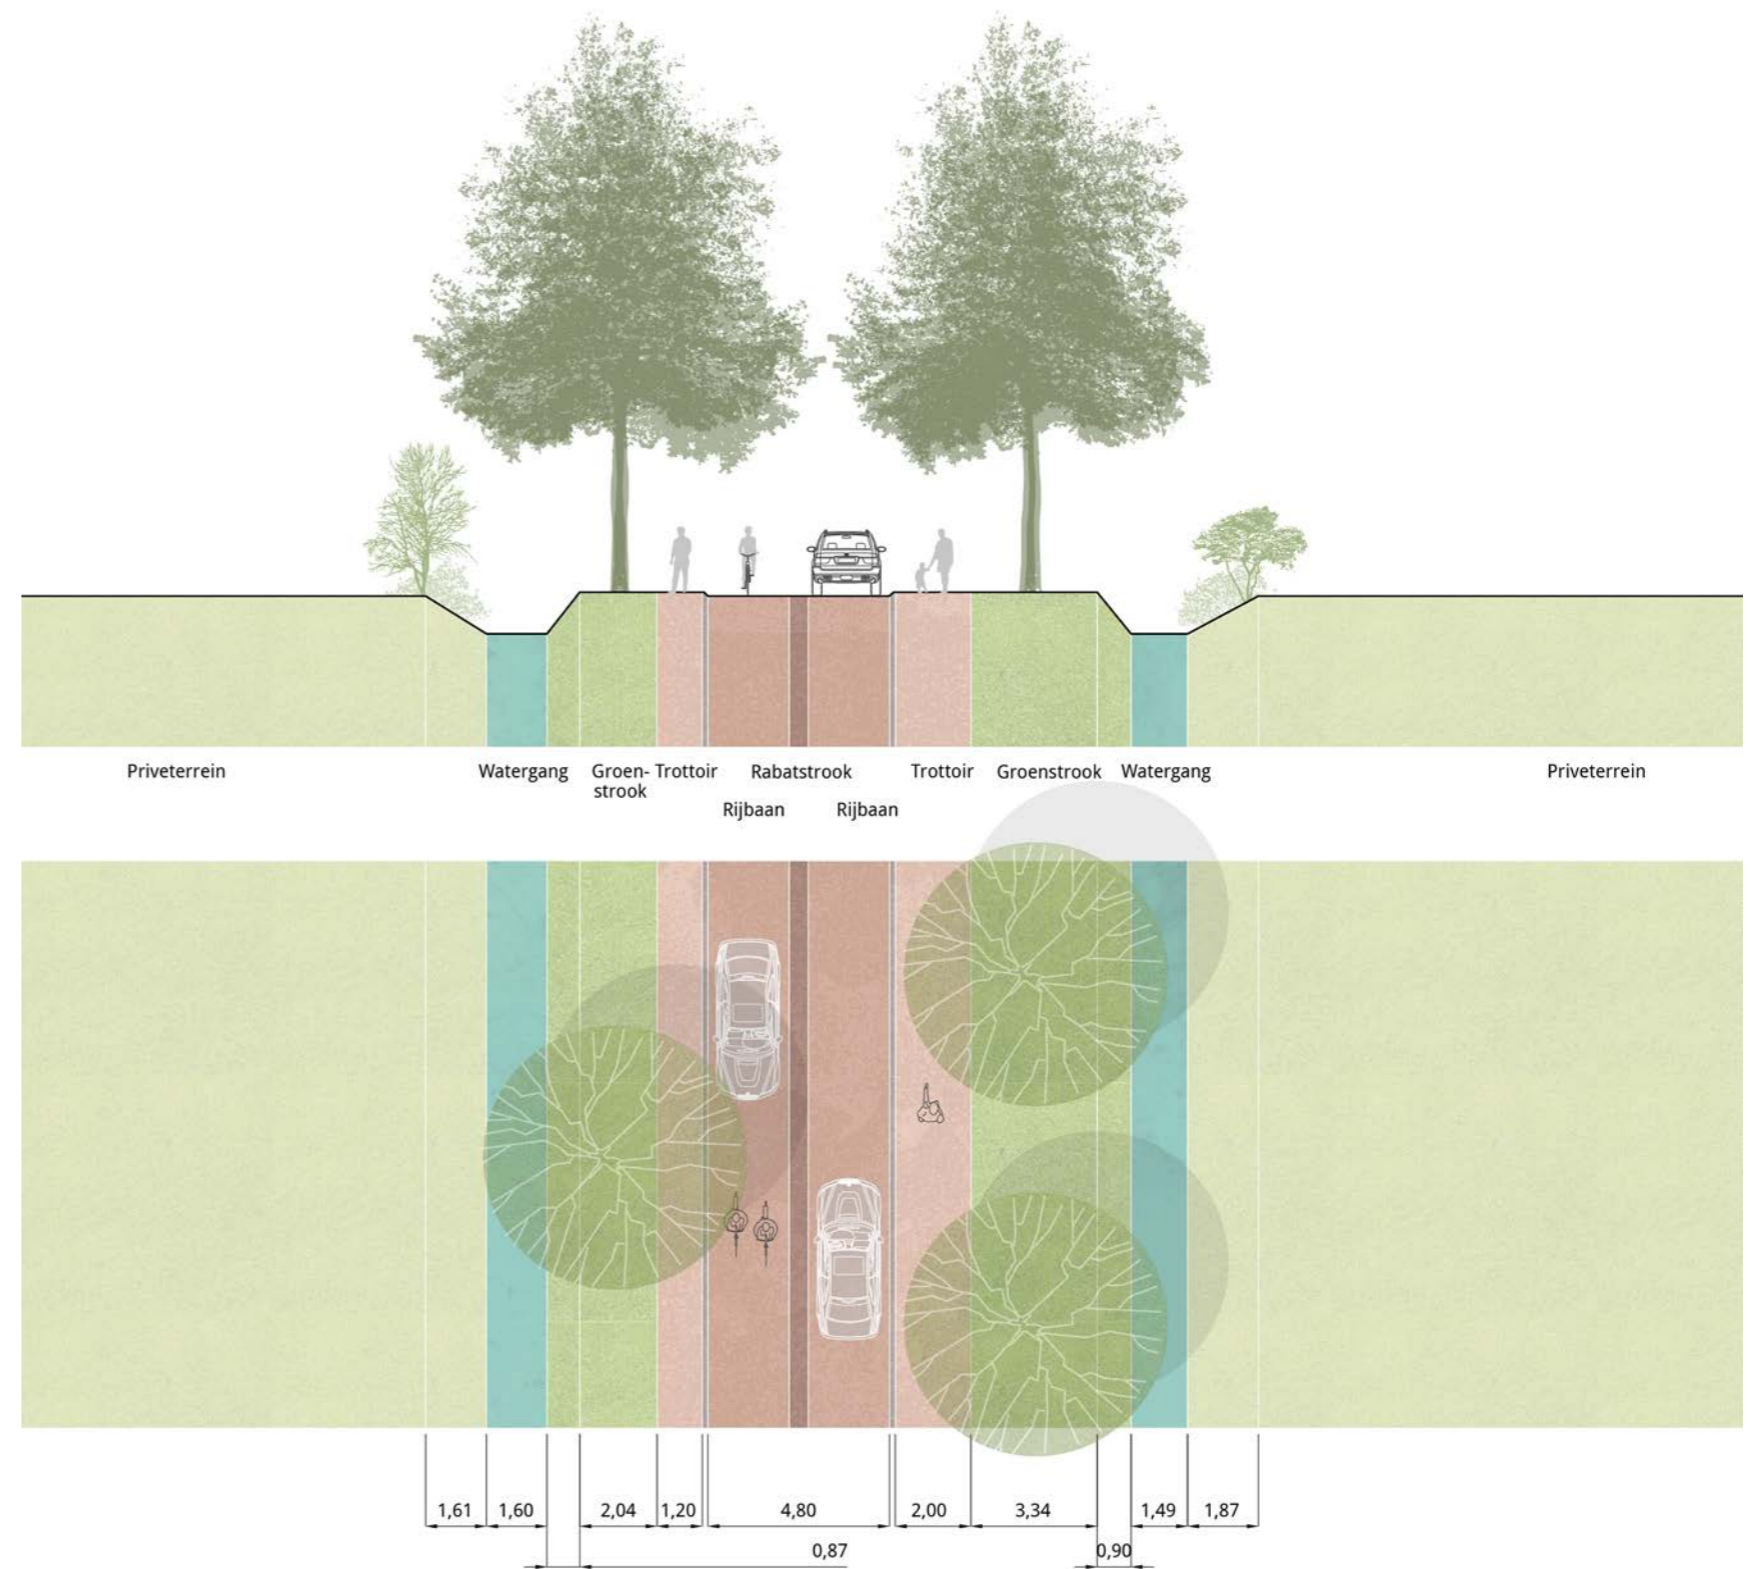 Priveterrein Watergang Groen- Trottoir Rabatstrook Trottoir Groenstrook Watergang Priveterrein
strook
Rijbaan Rijbaan
1,61 1,60 2,04 1,20 4,80 2,00 3,34 1,49 1,87
0,87 0,90